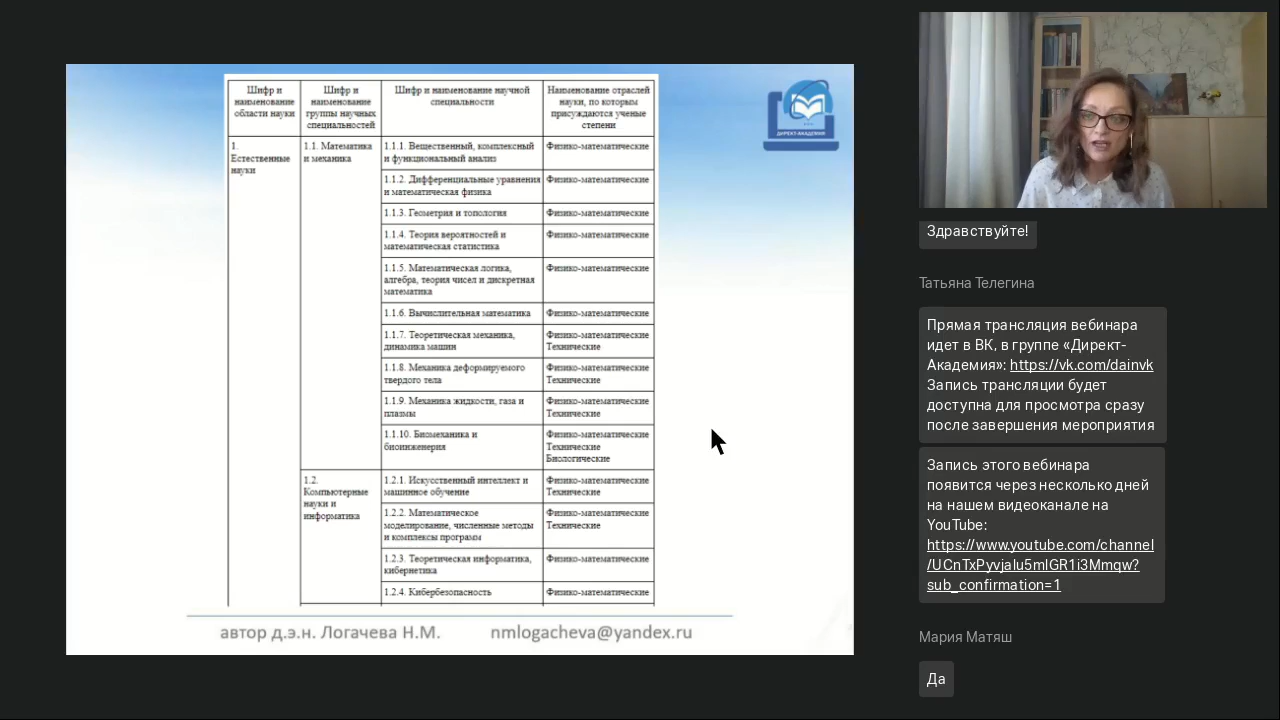 Шифр и
наименование
области науки
Шифр и
наименование
группы научных
специальностей
Шифр и наименование научной
специальности
Наименование отраслей
науки, по которым
присуждаются ученые
степени
1.
Естественные
науки
1.1. Математика
и механика
1.1.1. Вещественный, комплексный
и функциональный анализ
Физико-математические
1.1.2. Дифференциальные уравнения
и математическая физика
Физико-математические
1.1.3. Геометрия и топология
Физико-математические
1.1.4. Теория вероятностей и
математическая статистика
Физико-математические
1.1.5. Математическая логика,
алгебра, теория чисел и дискретная
математика
Физико-математические
1.1.6. Вычислительная математика
Физико-математические
1.1.7. Теоретическая механика,
динамика машин
Физико-математические
Технические
1.1.8. Механика деформируемого
твердого тела
Физико-математические
Технические
1.1.9. Механика жидкости, газа и
плазмы
Физико-математические
Технические
1.1.10. Биомеханика и
биоинженерия
Физико-математические
Технические
Биологические
1.2.
Компьютерные
науки и
информатика
1.2.1. Искусственный интеллект и
машинное обучение
Физико-математические
Технические
1.2.2. Математическое
моделирование, численные методы
и комплексы программ
Физико-математические
Технические
1.2.3. Теоретическая информатика,
кибернетика
Физико-математические
1.2.4. Кибербезопасность
Физико-математические
ДИРЕКТ-АКАДЕМИЯ
автор д.э.н. Логачева Н.М.
nmlogacheva@yandex.ru
Здравствуйте!
Татьяна Телегина
Прямая трансляция вебинара
идет в ВК, в группе «Директ-
Академия»: https://vk.com/dainvk
Запись трансляции будет
доступна для просмотра сразу
после завершения мероприятия
Запись этого вебинара
появится через несколько дней
на нашем видеоканале на
YouTube:
https://www.youtube.com/channel
/UCnTxPyvjalu5mlGR1i3Mmqw?
sub_confirmation=1
Мария Матяш
Да